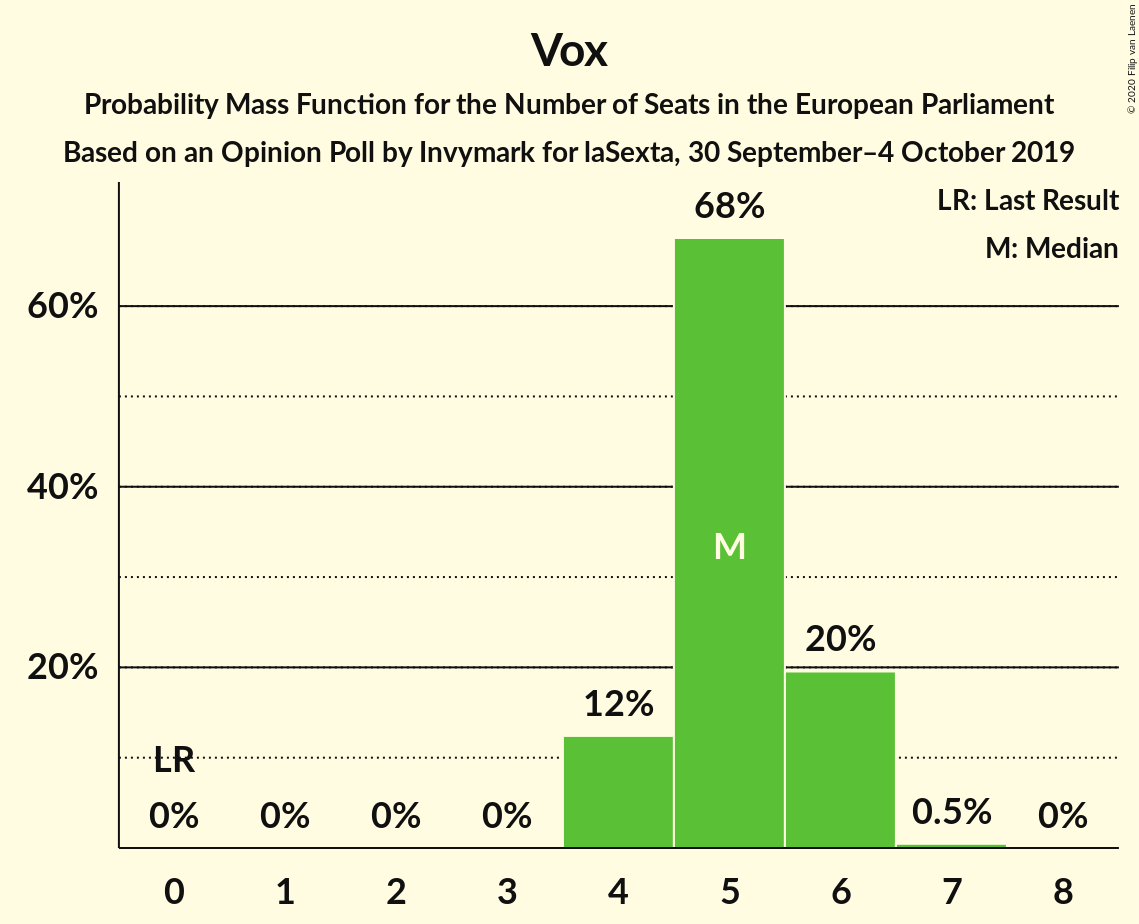 Vox
Probability Mass Function for the Number of Seats in the European Parliament
Based on an Opinion Poll by Invymark for laSexta, 30 September–4 October 2019
© 2020 Filip van Laenen
LR: Last Result
M: Median
68%
60%
40%
M
20%
20%
12%
LR
0% 0% 0% 0% 0.5% 0%
0 1 2 3 4 5 6 7 8